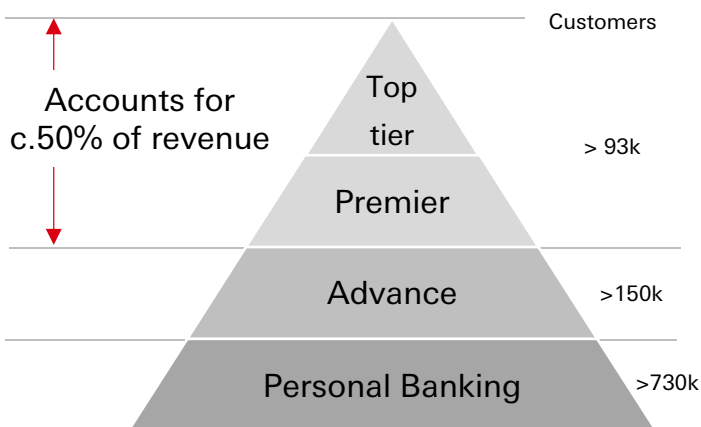 Customers
Accounts for
c.50% of revenue
Top
tier
> 93k
Premier
Advance
>150k
Personal Banking
>730k